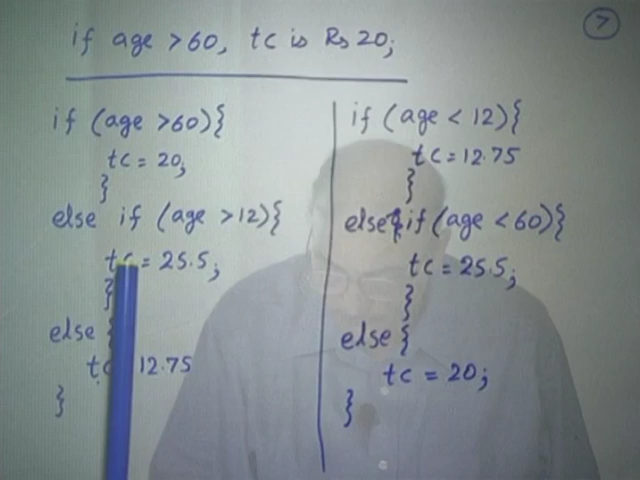 7
if age >60, tc is Rs 20;
if (age >60){
tc = 20;
}
else if (age >12){
tc = 25.5;
}
else {
tc 12.75
}
if (age < 12){
tc = 12.75
}
else if (age < 60){
tc = 25.5;
}
else {
tc = 20;
}